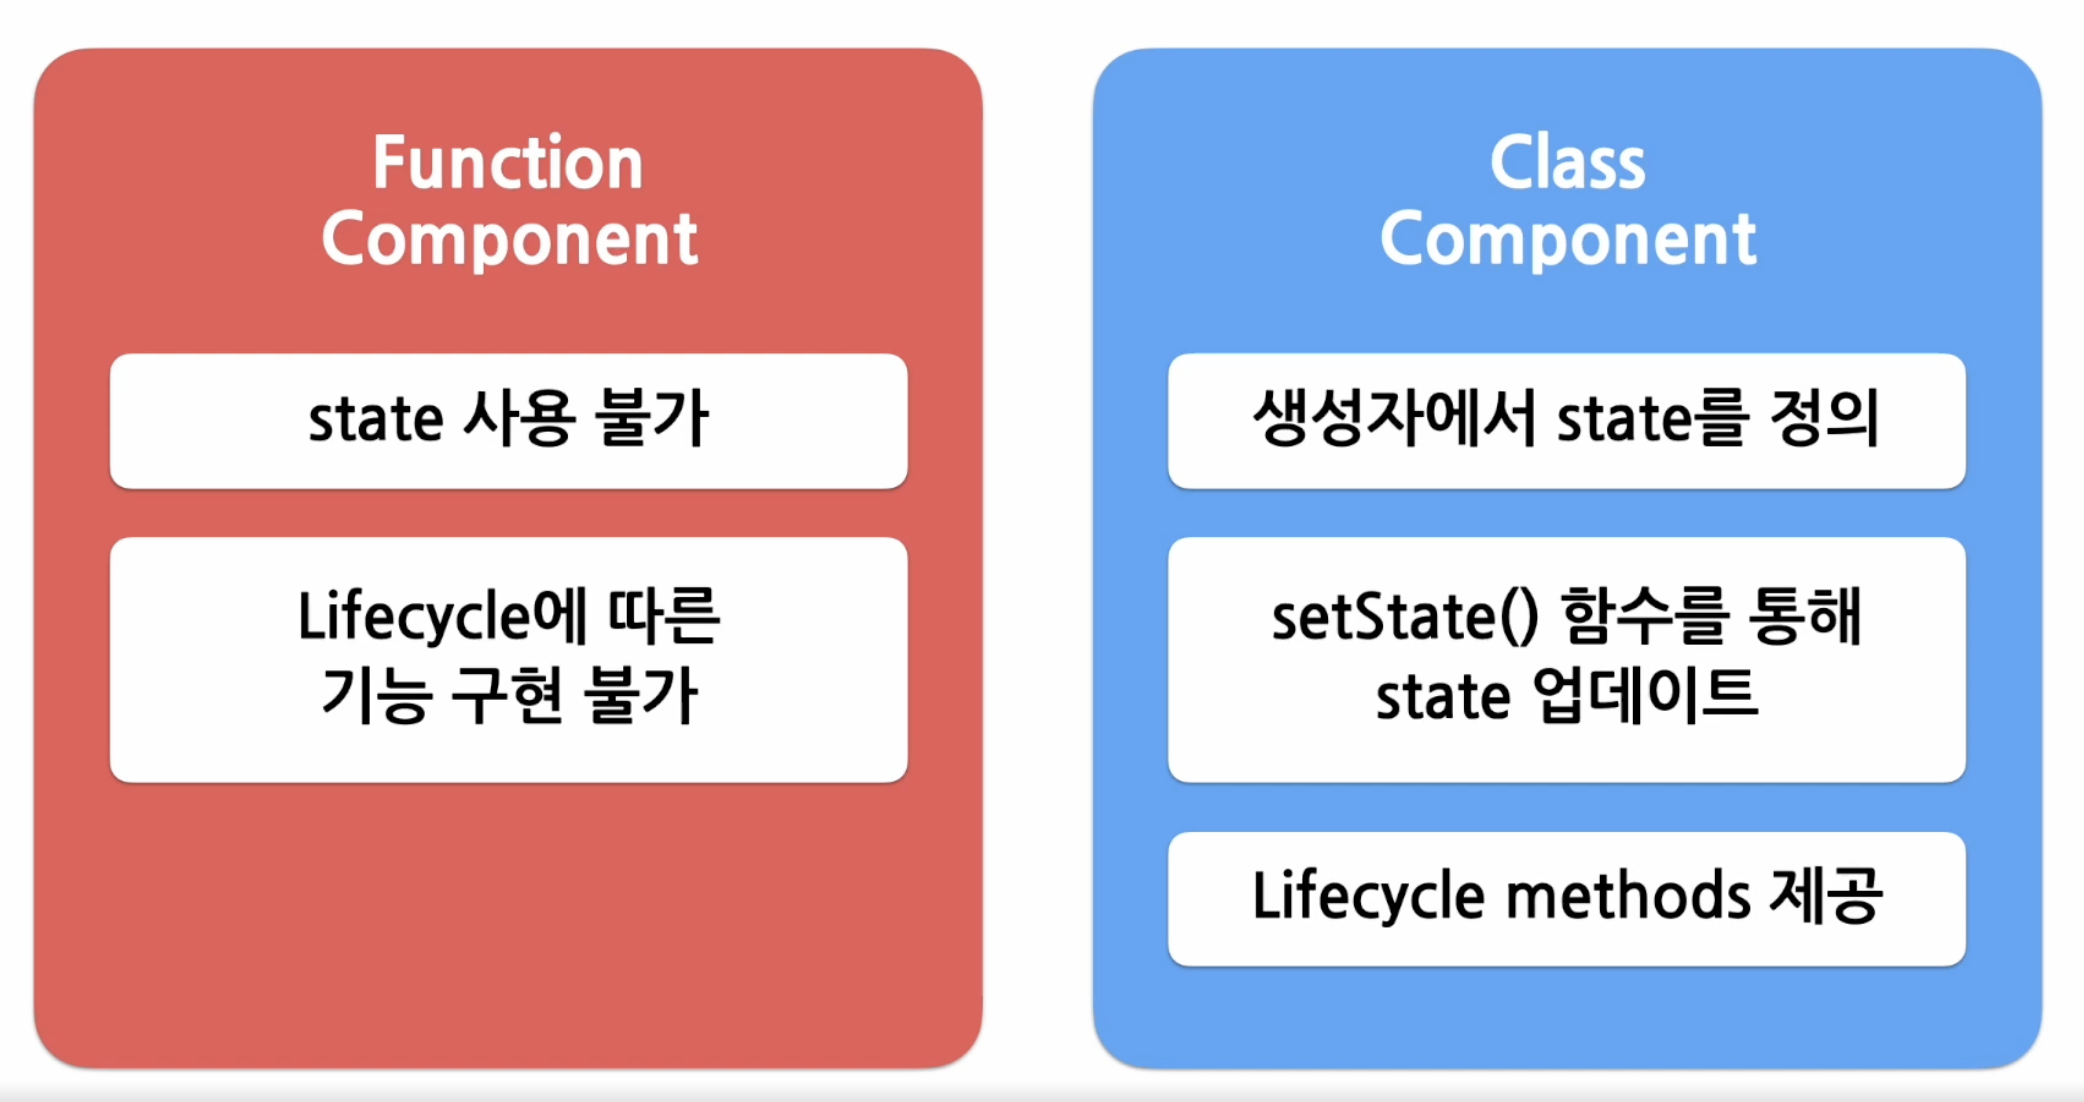 Function
Component
state 사용 불가
Lifecycle에 따른
기능 구현 불가
Class
Component
생성자에서 state를 정의
setState() 함수를 통해
state 업데이트
Lifecycle methods 제공